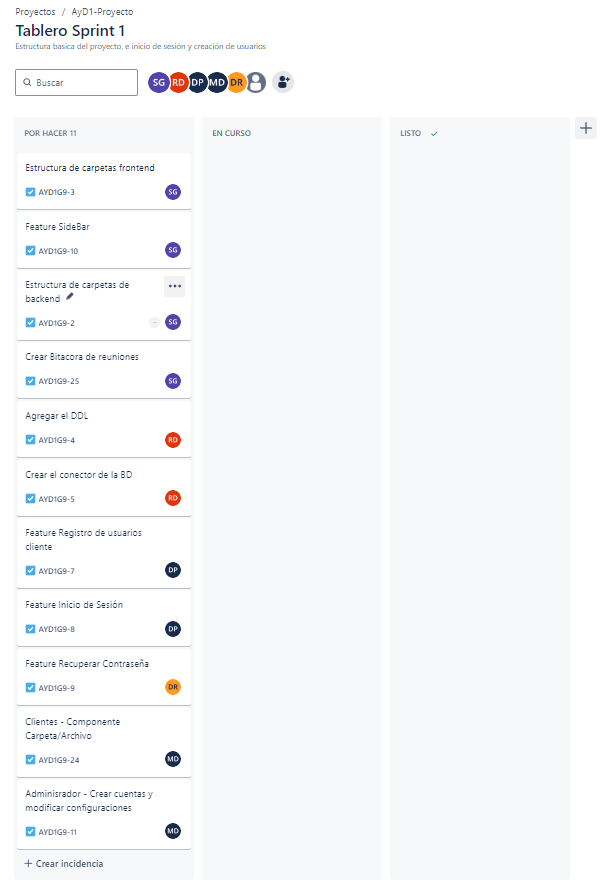 Proyectos / AyD1-Proyecto
Tablero Sprint 1
Estructura basica del proyecto, e inicio de sesión y creación de usuarios
Buscar
SG RD DP MD DR
POR HACER 11
Estructura de carpetas frontend
AYD1G9-3 SG
Feature SideBar
AYD1G9-10 SG
Estructura de carpetas de
backend
AYD1G9-2 - SG
Crear Bitacora de reuniones
AYD1G9-25 SG
Agregar el DDL
AYD1G9-4 RD
Crear el conector de la BD
AYD1G9-5 RD
Feature Registro de usuarios
cliente
AYD1G9-7 DP
Feature Inicio de Sesión
AYD1G9-8 DP
Feature Recuperar Contraseña
AYD1G9-9 DR
Clientes - Componente
Carpeta/Archivo
AYD1G9-24 MD
Adminisrador - Crear cuentas y
modificar configuraciones
AYD1G9-11 MD
+ Crear incidencia
EN CURSO
LISTO